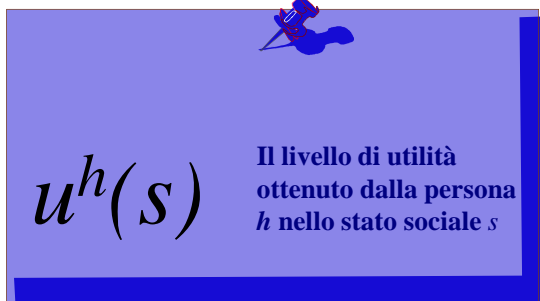 u^h(s)
Il livello di utilità
ottenuto dalla persona
h nello stato sociale s